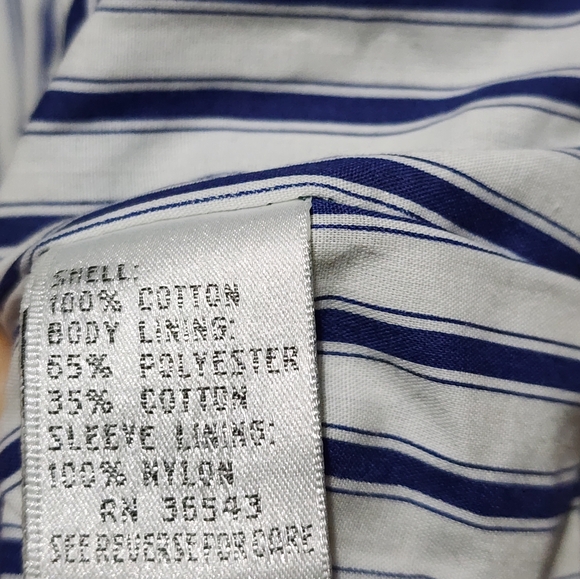 SHELL:
100% COTTON
BODY LINING:
65% POLYESTER
35% COTTON
SLEEVE LINING:
100% NYLON
RN 36543
SEE REVERSE FOR CARE